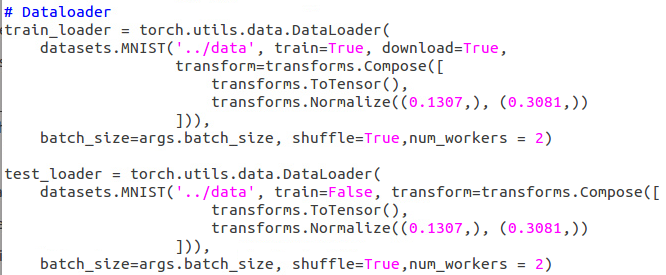 # Dataloader
train_loader = torch.utils.data.DataLoader(
    datasets.MNIST('../data', train=True, download=True,
                   transform=transforms.Compose([
                       transforms.ToTensor(),
                       transforms.Normalize((0.1307,), (0.3081,))
                   ])),
    batch_size=args.batch_size, shuffle=True,num_workers = 2)

test_loader = torch.utils.data.DataLoader(
    datasets.MNIST('../data', train=False, transform=transforms.Compose([
                       transforms.ToTensor(),
                       transforms.Normalize((0.1307,), (0.3081,))
                   ])),
    batch_size=args.batch_size, shuffle=True,num_workers = 2)